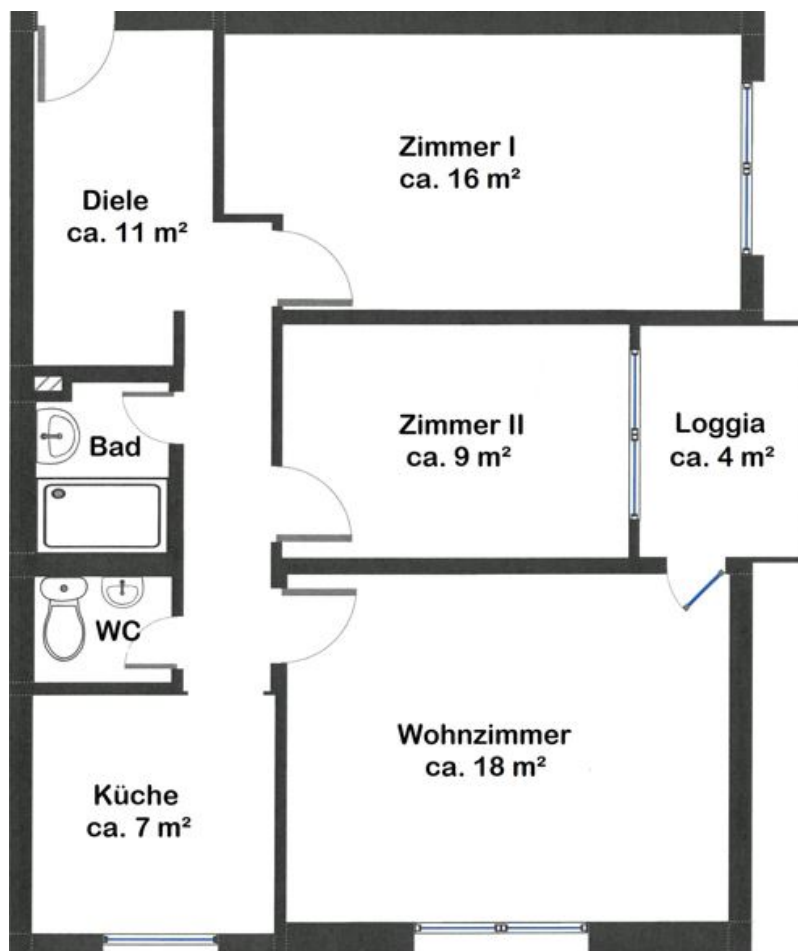 Zimmer I
ca. 16 m²
Diele
ca. 11 m²
Zimmer II
ca. 9 m²
Loggia
ca. 4 m²
Bad
WC
Wohnzimmer
ca. 18 m²
Küche
ca. 7 m²